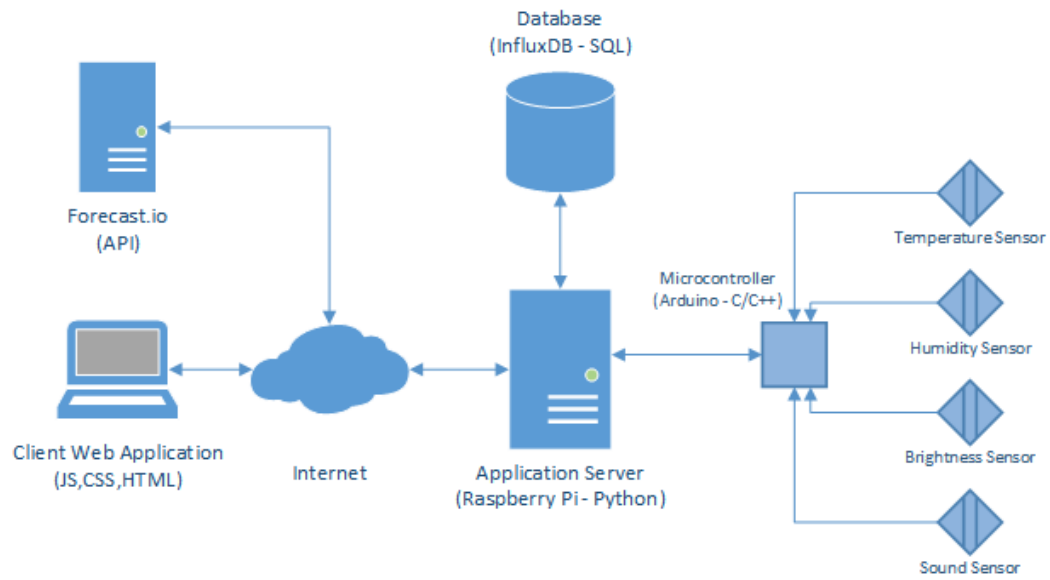 Database
(InfluxDB - SQL)
Forecast.io
(API)
Temperature Sensor
Microcontroller
(Arduino - C/C++)
Humidity Sensor
Client Web Application
(JS,CSS,HTML)
Internet
Application Server
(Raspberry Pi - Python)
Brightness Sensor
Sound Sensor